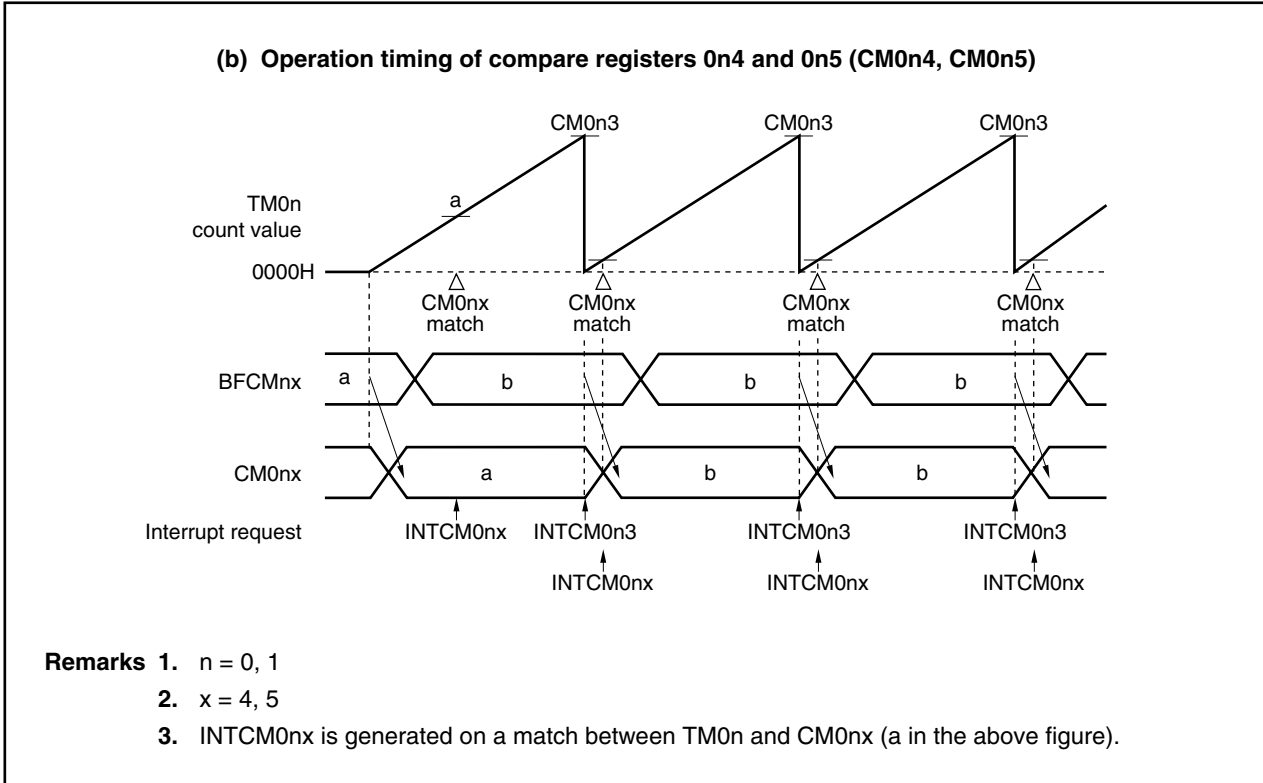 (b) Operation timing of compare registers 0n4 and 0n5 (CM0n4, CM0n5)
CM0n3 CM0n3 CM0n3
a
TM0n
count value
0000H
CM0nx
match
CM0nx
match
CM0nx
match
CM0nx
match
BFCMnx a b b b
CM0nx a b b
Interrupt request INTCM0nx INTCM0n3 INTCM0n3 INTCM0n3
INTCM0nx INTCM0nx INTCM0nx
Remarks 1. n = 0, 1
2. x = 4, 5
3. INTCM0nx is generated on a match between TM0n and CM0nx (a in the above figure).